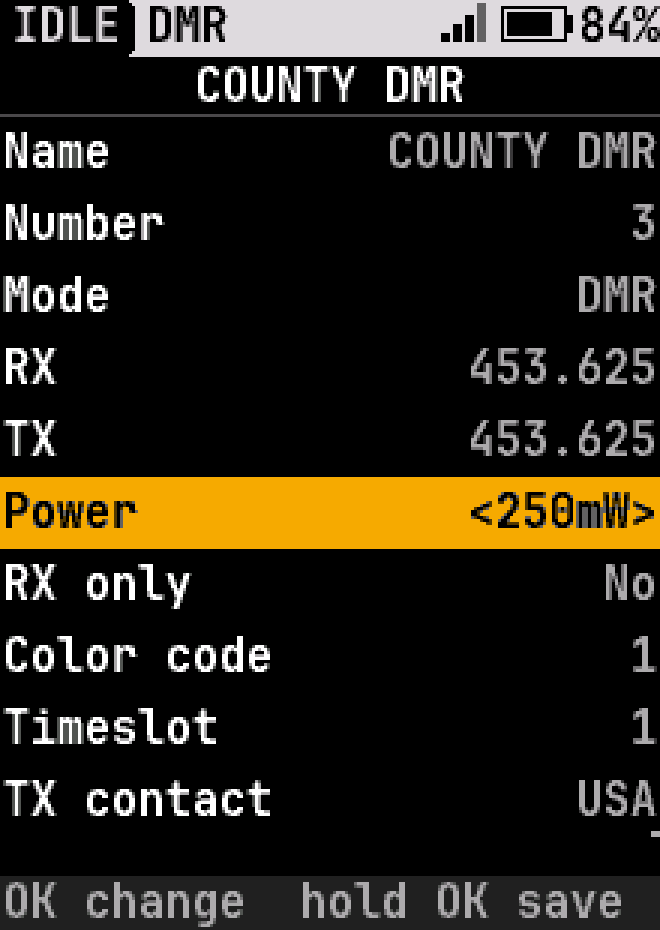 IDLE DMR 84%
COUNTY DMR
Name COUNTY DMR
Number 3
Mode DMR
RX 453.625
TX 453.625
Power <250mW>
RX only No
Color code 1
Timeslot 1
TX contact USA
OK change hold OK save